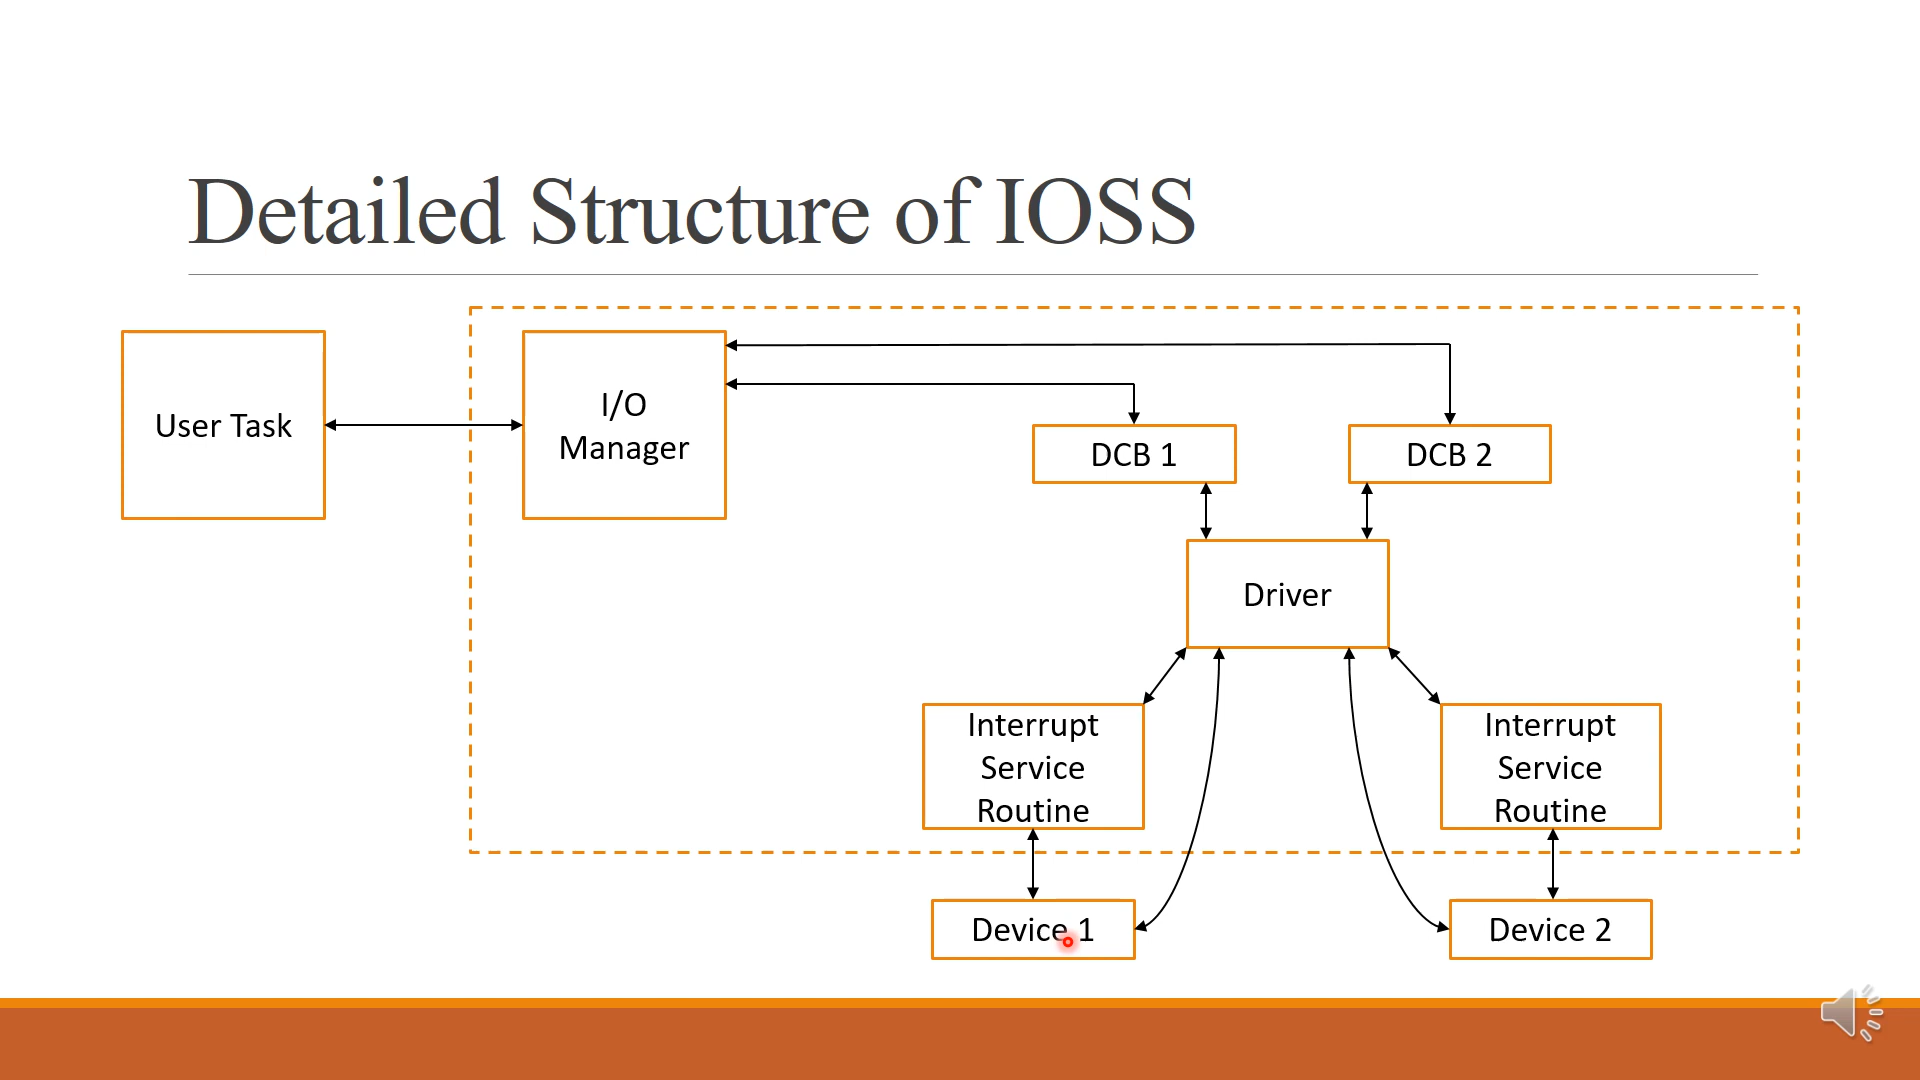 Detailed Structure of IOSS
User Task
I/O
Manager
DCB 1
DCB 2
Driver
Interrupt
Service
Routine
Interrupt
Service
Routine
Device 1
Device 2